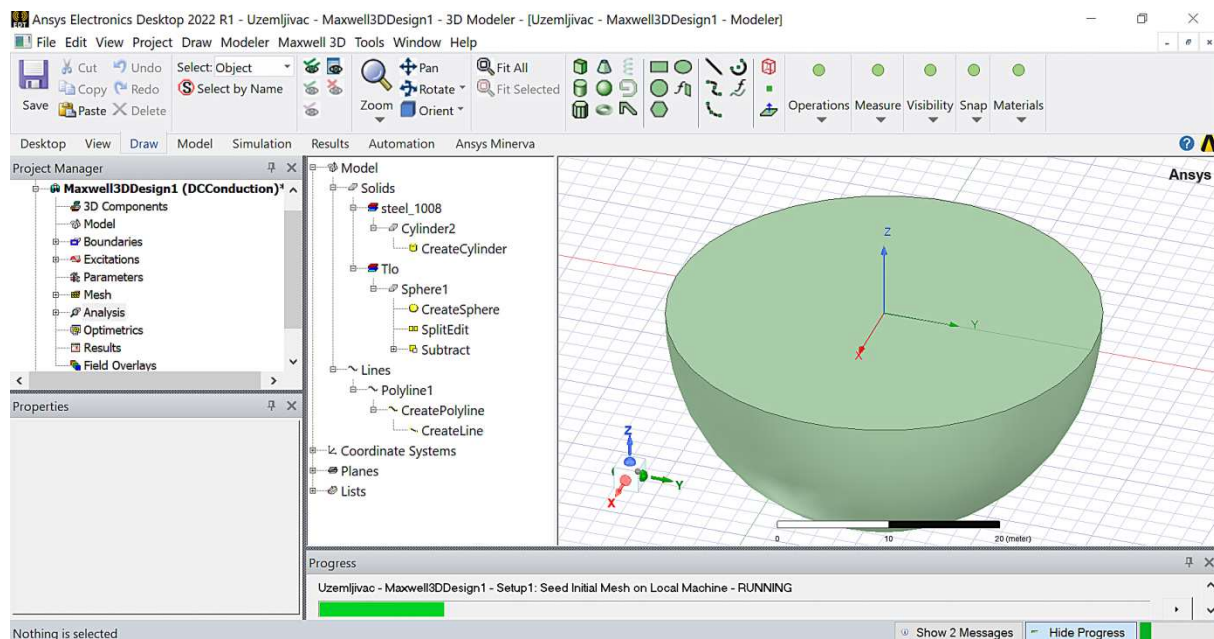 Ansys Electronics Desktop 2022 R1 - Uzemljivac - Maxwell3DDesign1 - 3D Modeler - [Uzemljivac - Maxwell3DDesign1 - Modeler]
File Edit View Project Draw Modeler Maxwell 3D Tools Window Help
Save
Cut Undo
Copy Redo
Paste Delete
Select: Object
Select by Name
Zoom
Pan
Rotate
Orient
Fit All
Fit Selected
Operations Measure Visibility Snap Materials
Desktop View Draw Model Simulation Results Automation Ansys Minerva
Project Manager
Maxwell3DDesign1 (DCConduction)*
3D Components
Model
Boundaries
Excitations
Parameters
Mesh
Analysis
Optimetrics
Results
Field Overlays
Properties
Model
Solids
steel_1008
Cylinder2
CreateCylinder
Tlo
Sphere1
CreateSphere
SplitEdit
Subtract
Lines
Polyline1
CreatePolyline
CreateLine
Coordinate Systems
Planes
Lists
Ansys
Z
Y
X
Z
Y
X
0 10 20 (meter)
Progress
Uzemljivac - Maxwell3DDesign1 - Setup1: Seed Initial Mesh on Local Machine - RUNNING
Nothing is selected
Show 2 Messages Hide Progress